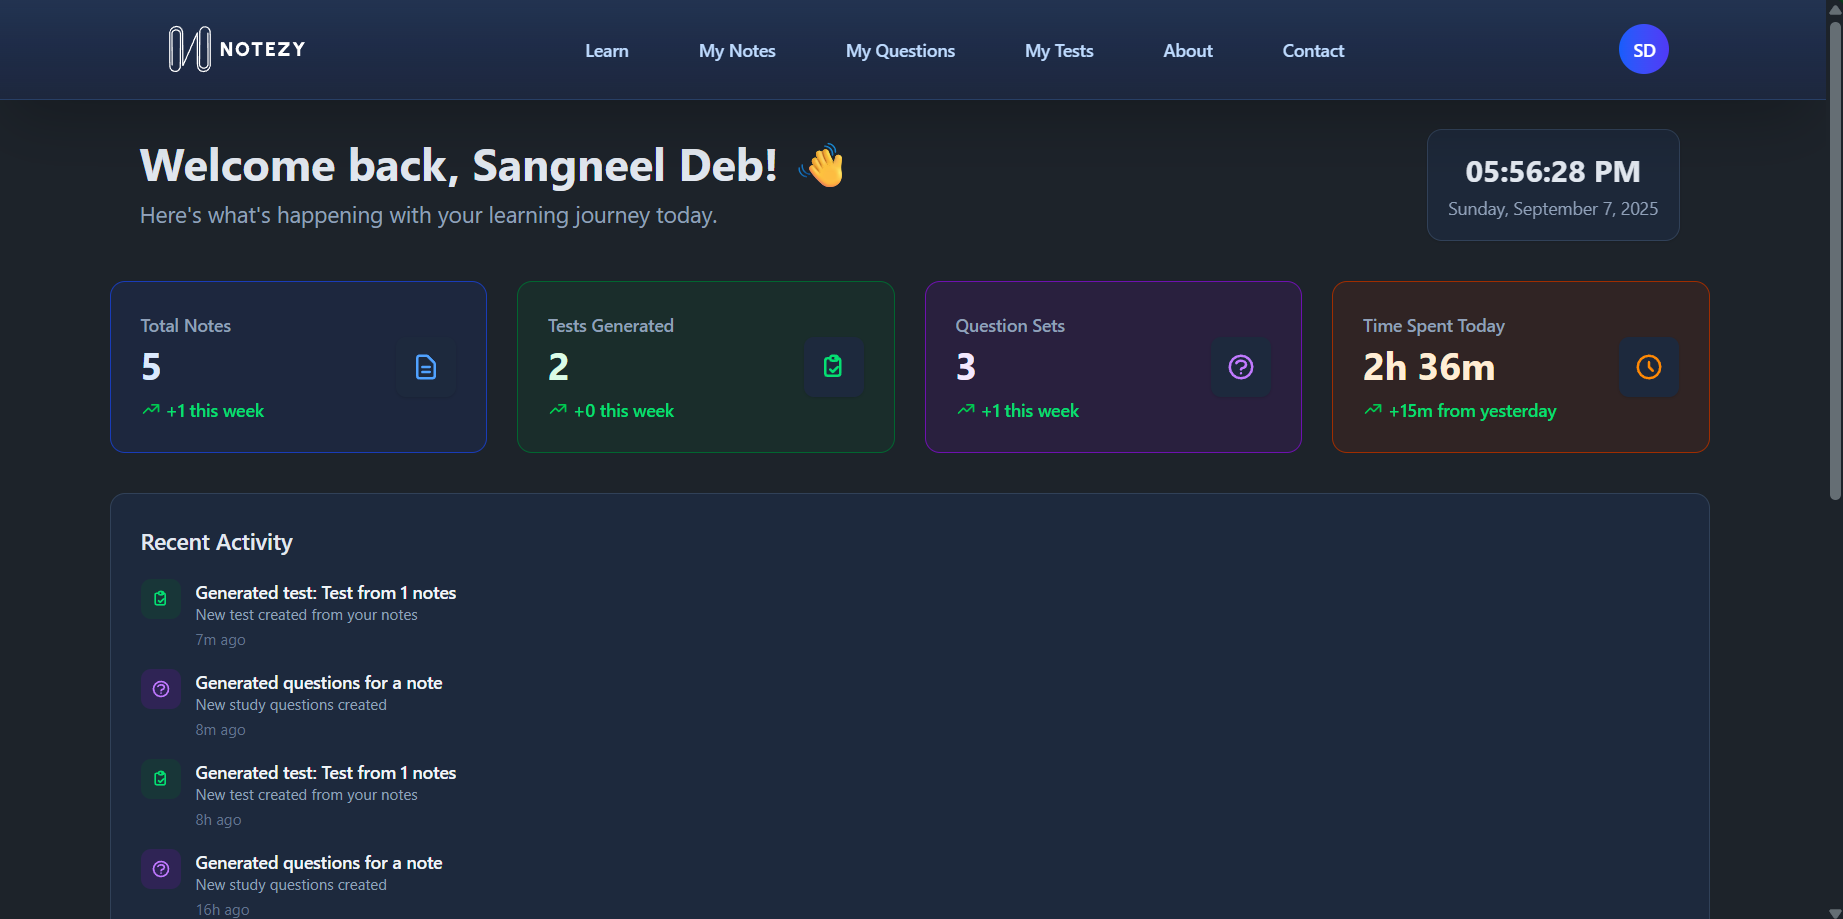 NOTEZY
Learn
My Notes
My Questions
My Tests
About
Contact
SD
Welcome back, Sangneel Deb! 👋
Here's what's happening with your learning journey today.
05:56:28 PM
Sunday, September 7, 2025
Total Notes
5
+1 this week
Tests Generated
2
+0 this week
Question Sets
3
+1 this week
Time Spent Today
2h 36m
+15m from yesterday
Recent Activity
Generated test: Test from 1 notes
New test created from your notes
7m ago
Generated questions for a note
New study questions created
8m ago
Generated test: Test from 1 notes
New test created from your notes
8h ago
Generated questions for a note
New study questions created
16h ago